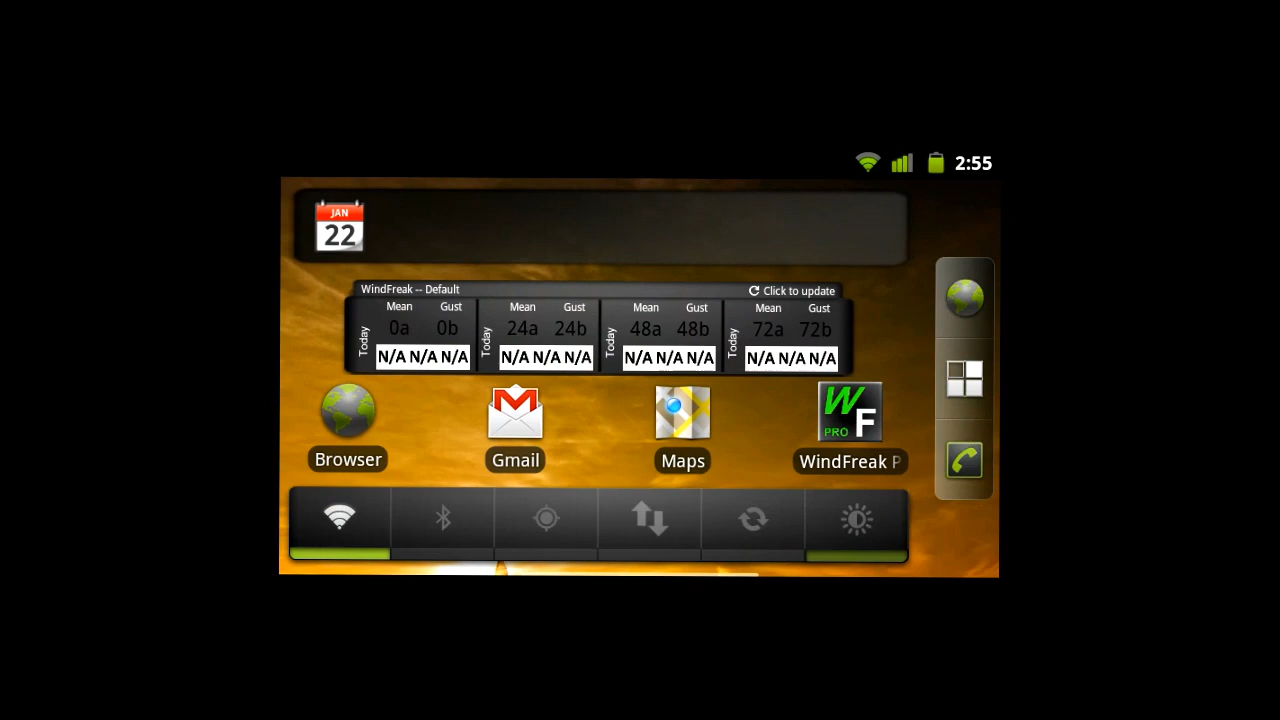 2:55
JAN
22
WindFreak -- Default Click to update
Mean Gust Mean Gust Mean Gust Mean Gust
Today 0a 0b Today 24a 24b Today 48a 48b Today 72a 72b
N/A N/A N/A N/A N/A N/A N/A N/A N/A N/A N/A N/A
W F PRO
Browser Gmail Maps WindFreak P